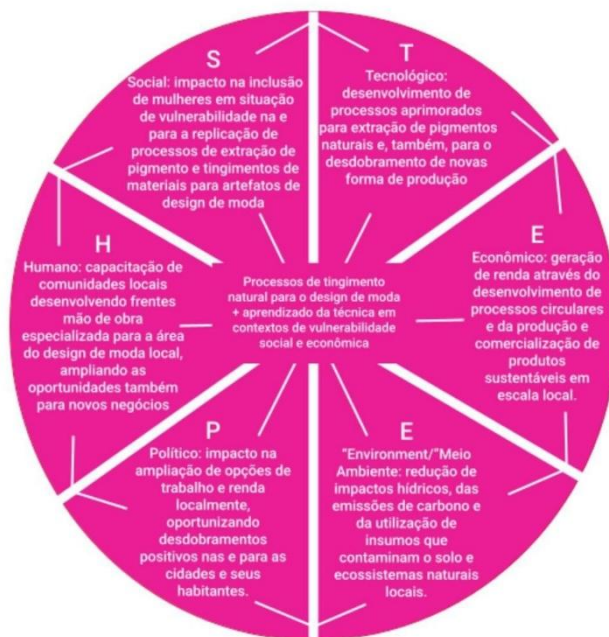 S
Social: impacto na inclusão
de mulheres em situação
de vulnerabilidade na e
para a replicação de
processos de extração de
pigmento e tingimentos de
materiais para artefatos de
design de moda
T
Tecnológico:
desenvolvimento de
processos aprimorados
para extração de pigmentos
naturais e, também, para o
desdobramento de novas
forma de produção
E
Econômico: geração
de renda através do
desenvolvimento de
processos circulares
e da produção e
comercialização de
produtos
sustentáveis em
escala local.
E
"Environment/"Meio
Ambiente: redução de
impactos hídricos, das
emissões de carbono e
da utilização de
insumos que
contaminam o solo e
ecossistemas naturais
locais.
P
Político: impacto na
ampliação de opções de
trabalho e renda
localmente,
oportunizando
desdobramentos
positivos nas e para as
cidades e seus
habitantes.
H
Humano: capacitação de
comunidades locais
desenvolvendo frentes
mão de obra
especializada para a área
do design de moda local,
ampliando as
oportunidades também
para novos negócios
Processos de tingimento
natural para o design de moda
+ aprendizado da técnica em
contextos de vulnerabilidade
social e econômica